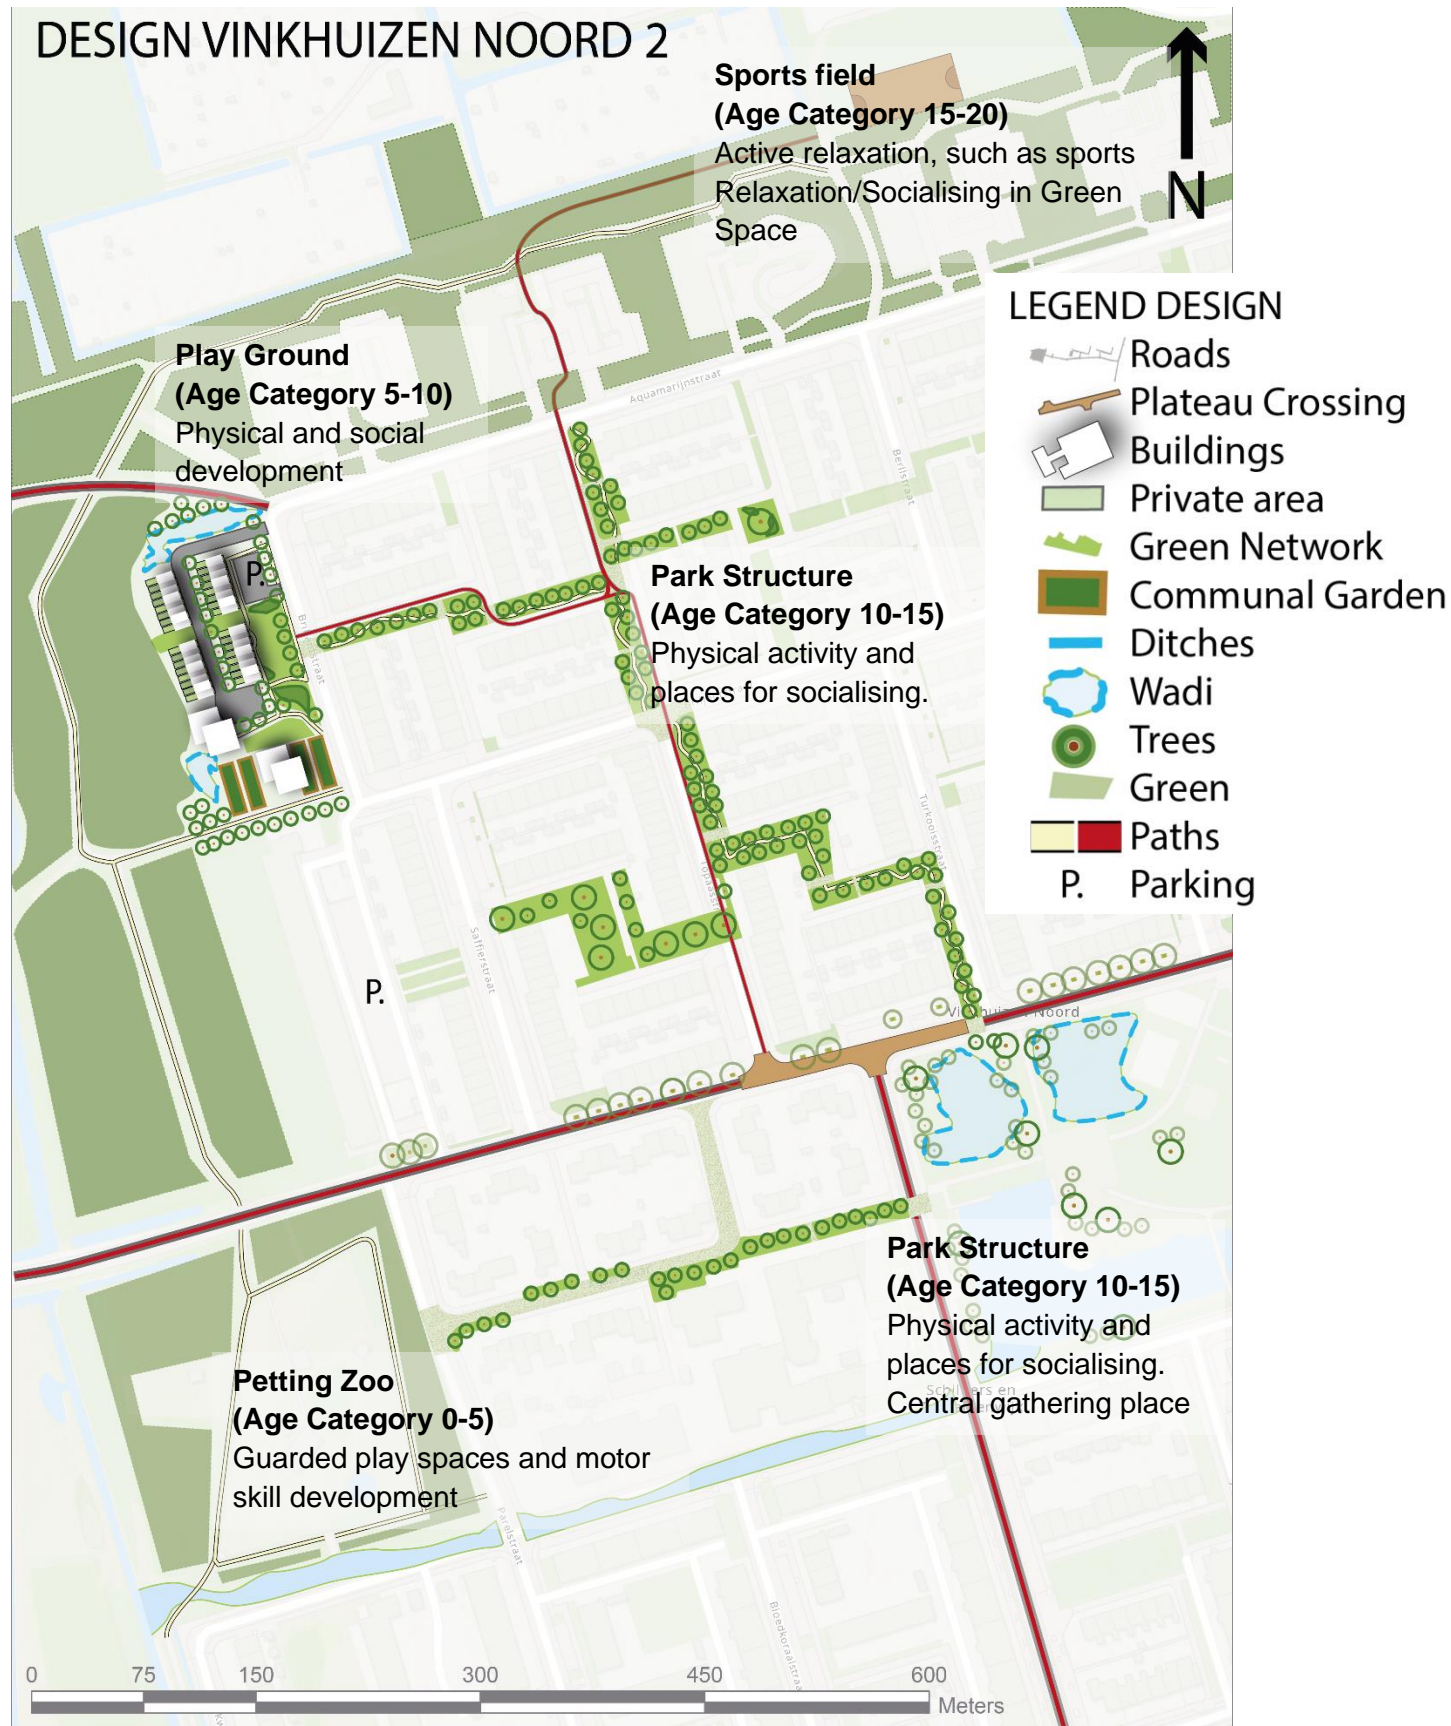 DESIGN VINKHUIZEN NOORD 2
Sports field
(Age Category 15-20)
Active relaxation, such as sports
Relaxation/Socialising in Green
Space
N
LEGEND DESIGN
Roads
Plateau Crossing
Buildings
Private area
Green Network
Communal Garden
Ditches
Wadi
Trees
Green
Paths
P. Parking
Play Ground
(Age Category 5-10)
Physical and social
development
Aquamarijnstraat
Berilstraat
P.
Park Structure
(Age Category 10-15)
Physical activity and
places for socialising.
Turkooisstraat
Saffierstraat
P.
Noord
Park Structure
(Age Category 10-15)
Physical activity and
places for socialising.
Central gathering place
Petting Zoo
(Age Category 0-5)
Guarded play spaces and motor
skill development
Parelstraat
Bloedkoraalstraat
0 75 150 300 450 600
Meters